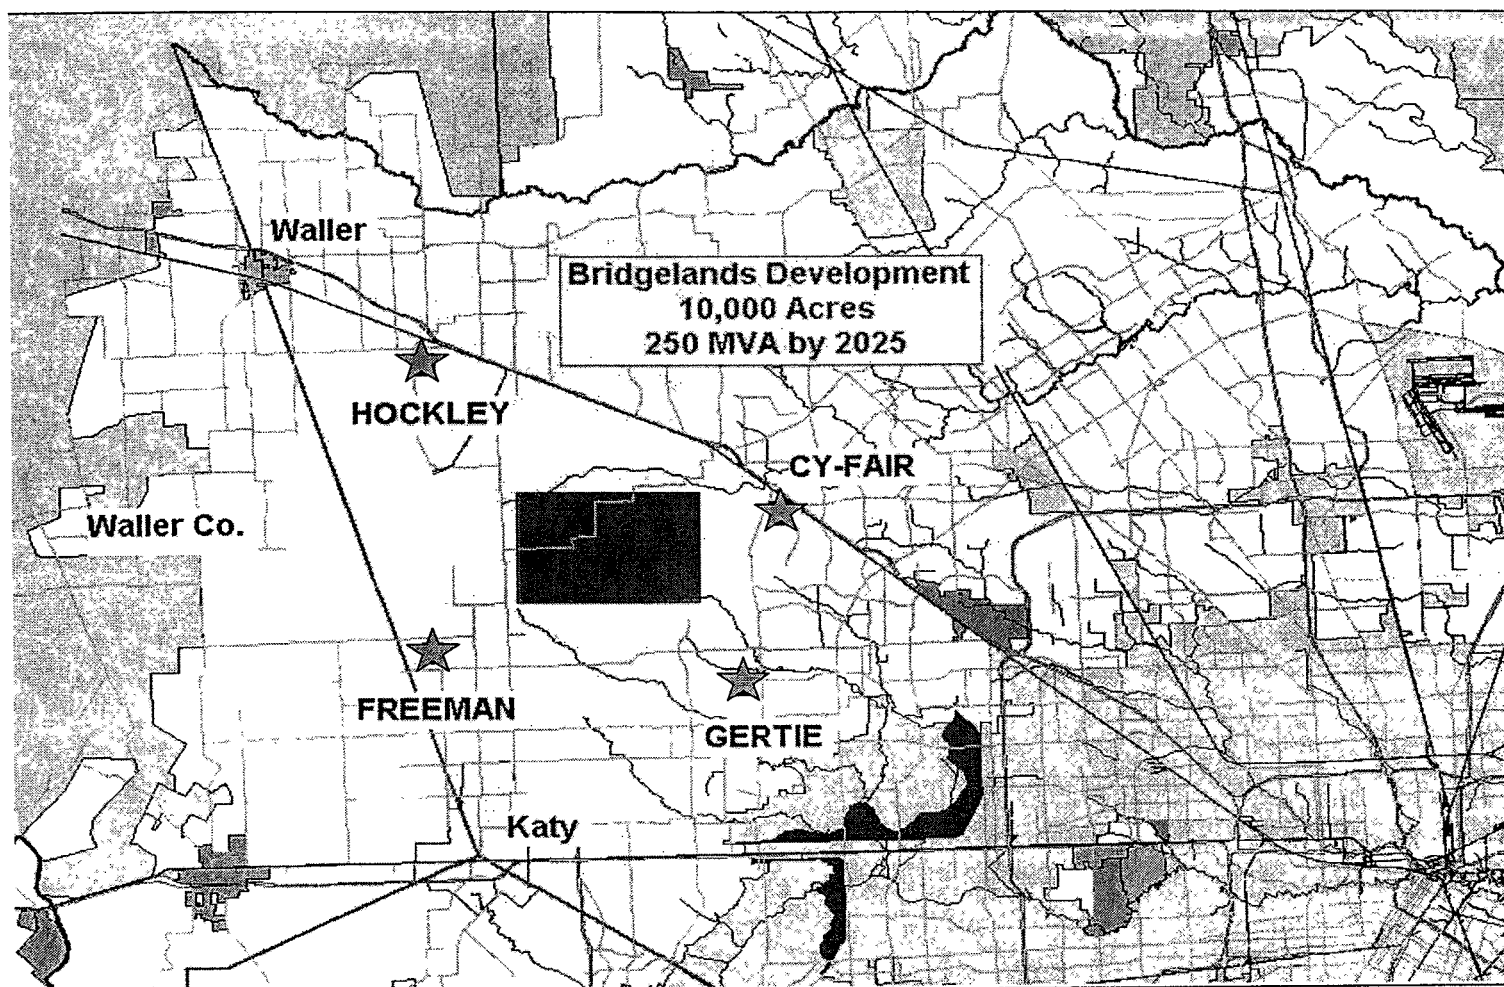 Waller
Bridgelands Development
10,000 Acres
250 MVA by 2025
HOCKLEY
CY-FAIR
Waller Co.
FREEMAN
GERTIE
Katy